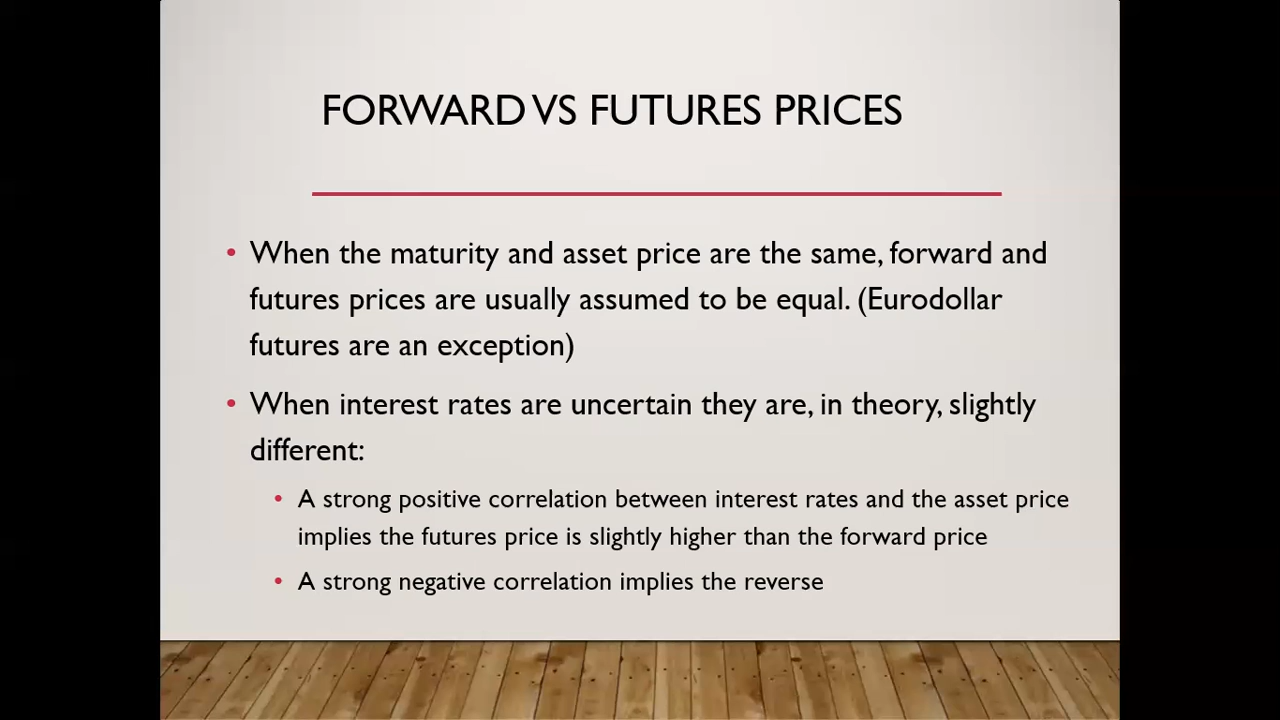 FORWARD VS FUTURES PRICES
• When the maturity and asset price are the same, forward and
futures prices are usually assumed to be equal. (Eurodollar
futures are an exception)
• When interest rates are uncertain they are, in theory, slightly
different:
• A strong positive correlation between interest rates and the asset price
implies the futures price is slightly higher than the forward price
• A strong negative correlation implies the reverse